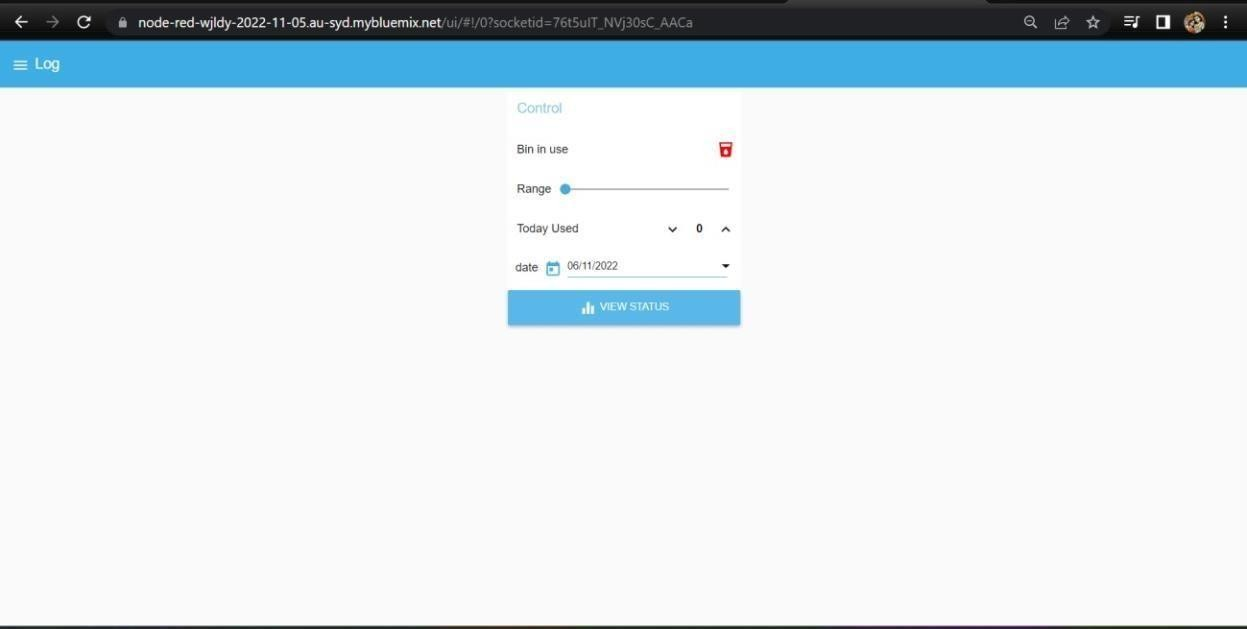 node-red-wjldy-2022-11-05.au-syd.mybluemix.net/ui/#!/0?socketid=76t5uIT_NVj30sC_AACa
Log
Control
Bin in use
Range
Today Used 0
date 06/11/2022
VIEW STATUS